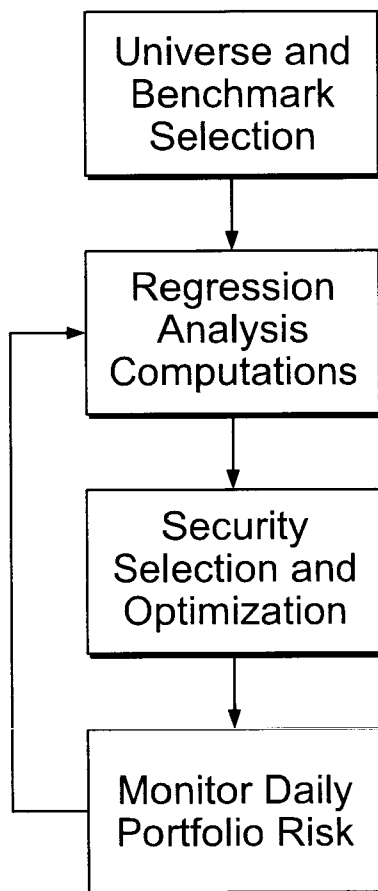 Universe and
Benchmark
Selection
Regression
Analysis
Computations
Security
Selection and
Optimization
Monitor Daily
Portfolio Risk